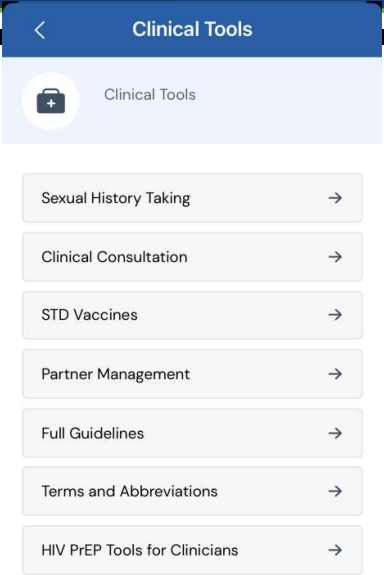 Clinical Tools
Clinical Tools
Sexual History Taking
Clinical Consultation
STD Vaccines
Partner Management
Full Guidelines
Terms and Abbreviations
HIV PrEP Tools for Clinicians